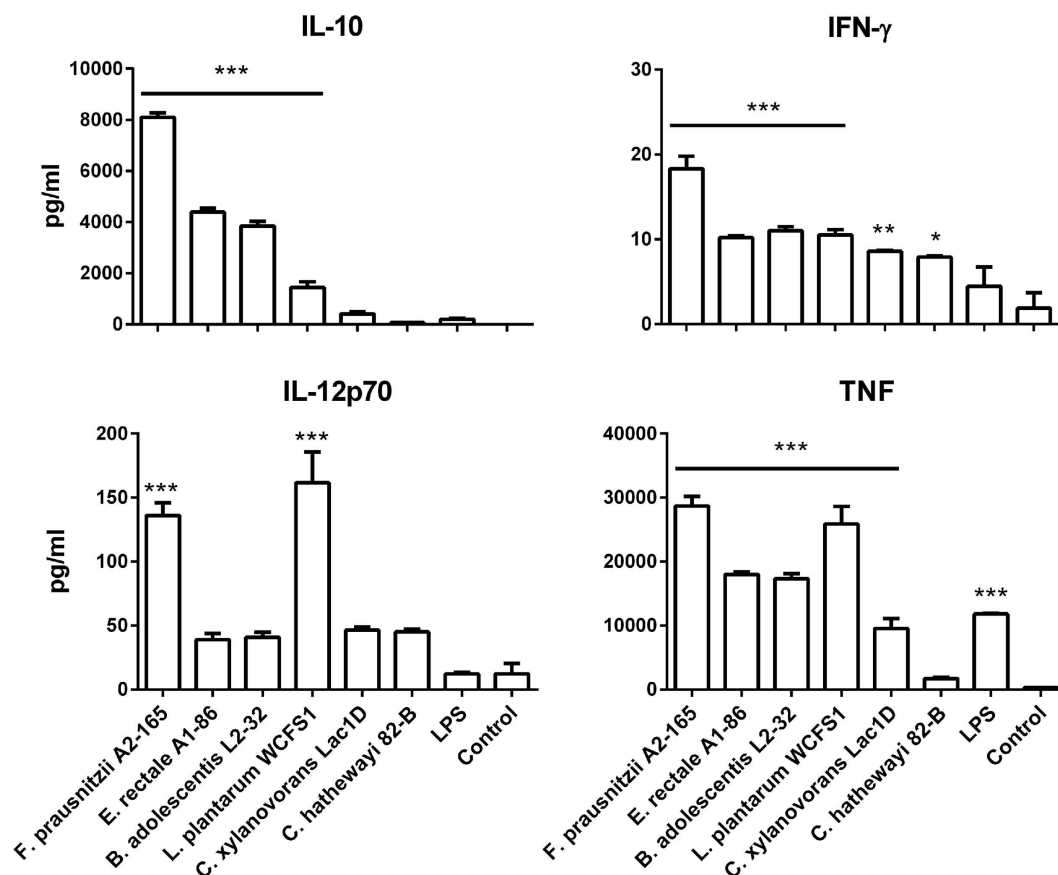 IL-10
pg/ml
10000
8000
6000
4000
2000
0
***
IFN-γ
30
20
10
0
***
**
*
IL-12p70
pg/ml
200
150
100
50
0
***
***
F. prausnitzii A2-165
E. rectale A1-86
B. adolescentis L2-32
L. plantarum WCFS1
C. xylanovorans Lac1D
C. hathewayi 82-B
LPS
Control
TNF
40000
30000
20000
10000
0
***
***
F. prausnitzii A2-165
E. rectale A1-86
B. adolescentis L2-32
L. plantarum WCFS1
C. xylanovorans Lac1D
C. hathewayi 82-B
LPS
Control